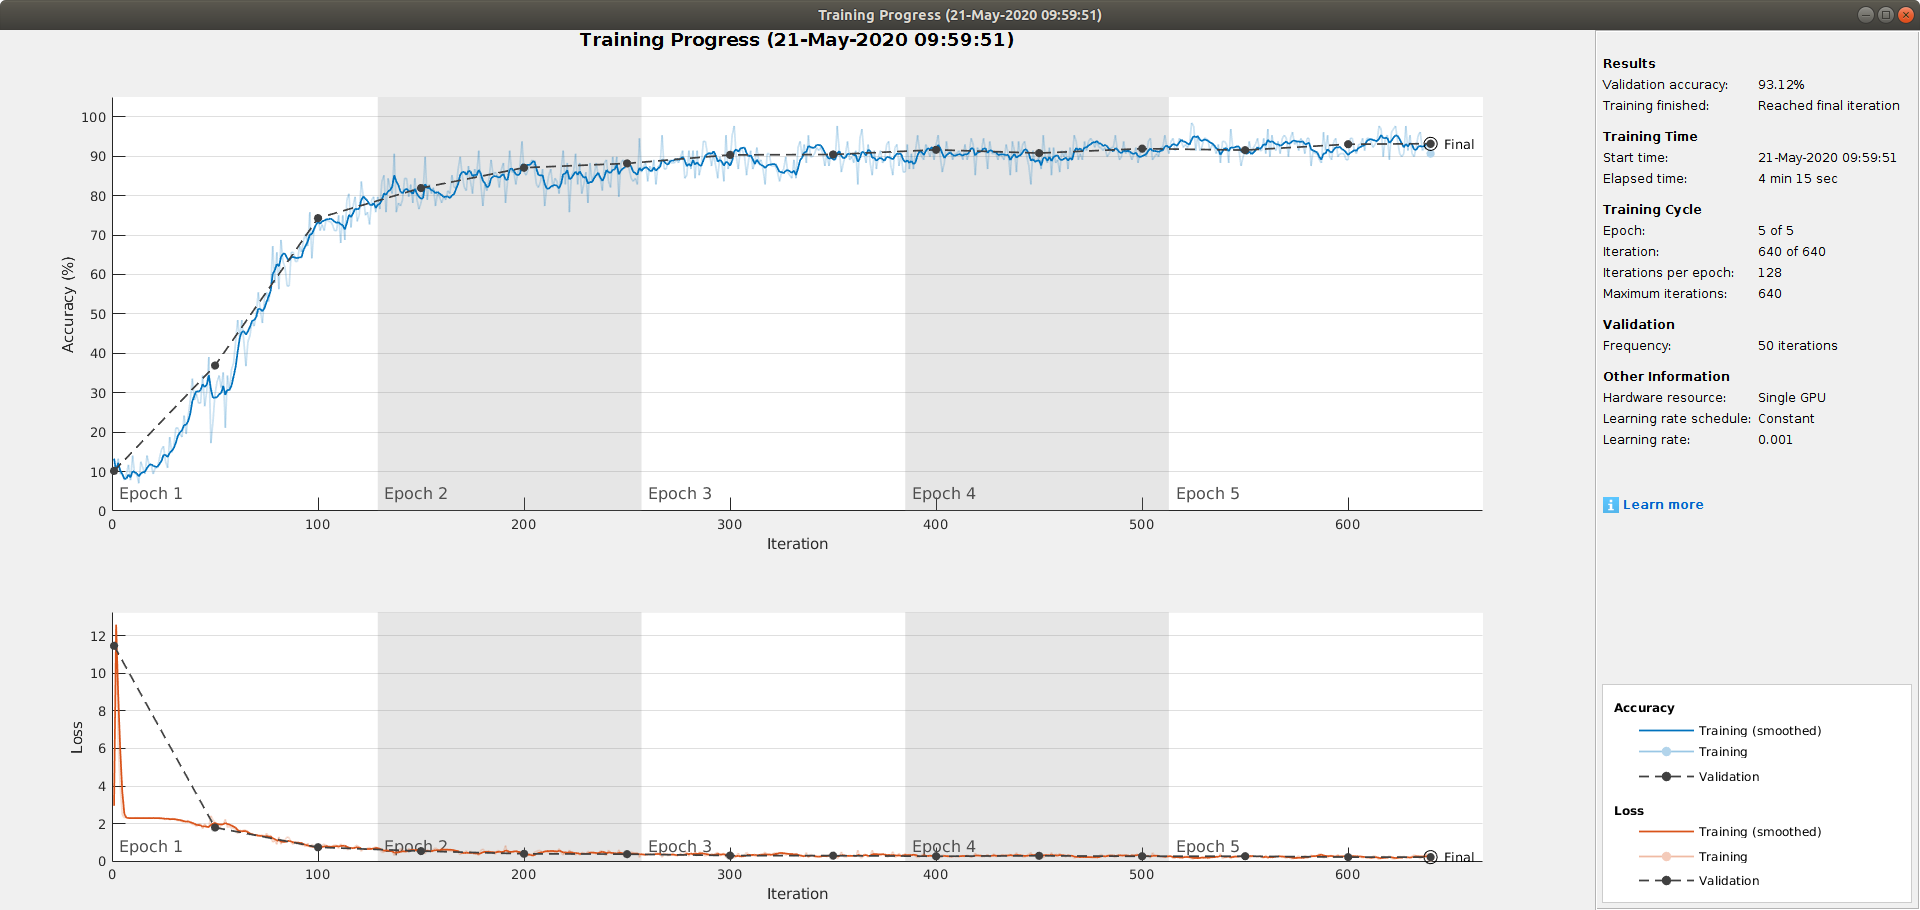 Training Progress (21-May-2020 09:59:51)
Training Progress (21-May-2020 09:59:51)
100
90
80
70
60
50
40
30
20
10
0
Accuracy (%)
Epoch 1
Epoch 2
Epoch 3
Epoch 4
Epoch 5
Final
0 100 200 300 400 500 600
Iteration
12
10
8
6
4
2
0
Loss
Epoch 1
Epoch 2
Epoch 3
Epoch 4
Epoch 5
Final
0 100 200 300 400 500 600
Iteration
Results
Validation accuracy: 93.12%
Training finished: Reached final iteration
Training Time
Start time: 21-May-2020 09:59:51
Elapsed time: 4 min 15 sec
Training Cycle
Epoch: 5 of 5
Iteration: 640 of 640
Iterations per epoch: 128
Maximum iterations: 640
Validation
Frequency: 50 iterations
Other Information
Hardware resource: Single GPU
Learning rate schedule: Constant
Learning rate: 0.001
i Learn more
Accuracy
Training (smoothed)
Training
Validation
Loss
Training (smoothed)
Training
Validation